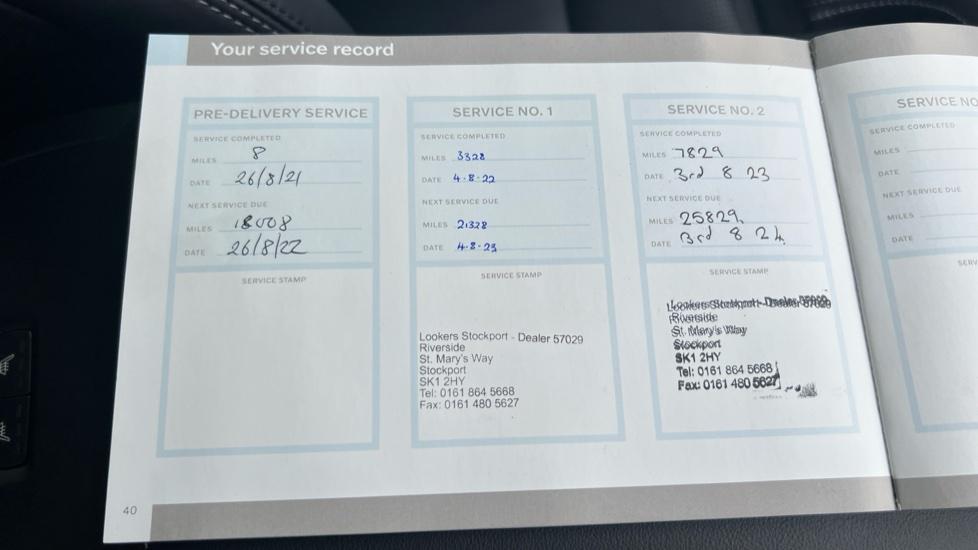 Your service record
PRE-DELIVERY SERVICE
SERVICE COMPLETED
MILES 8
DATE 26/8/21
NEXT SERVICE DUE
MILES 18008
DATE 26/8/22
SERVICE STAMP
SERVICE NO. 1
SERVICE COMPLETED
MILES 3328
DATE 4.8.22
NEXT SERVICE DUE
MILES 21328
DATE 4.8.23
SERVICE STAMP
Lookers Stockport - Dealer 57029
Riverside
St. Mary's Way
Stockport
SK1 2HY
Tel: 0161 864 5668
Fax: 0161 480 5627
SERVICE NO. 2
SERVICE COMPLETED
MILES 7829
DATE 3rd 8 23
NEXT SERVICE DUE
MILES 25829.
DATE 3rd 8 24.
SERVICE STAMP
Lookers Stockport - Dealer 57029
Riverside
St. Mary's Way
Stockport
SK1 2HY
Tel: 0161 864 5668
Fax: 0161 480 5627
SERVICE NO
SERVICE COMPLETED
MILES
DATE
NEXT SERVICE DUE
MILES
DATE
SERV
40